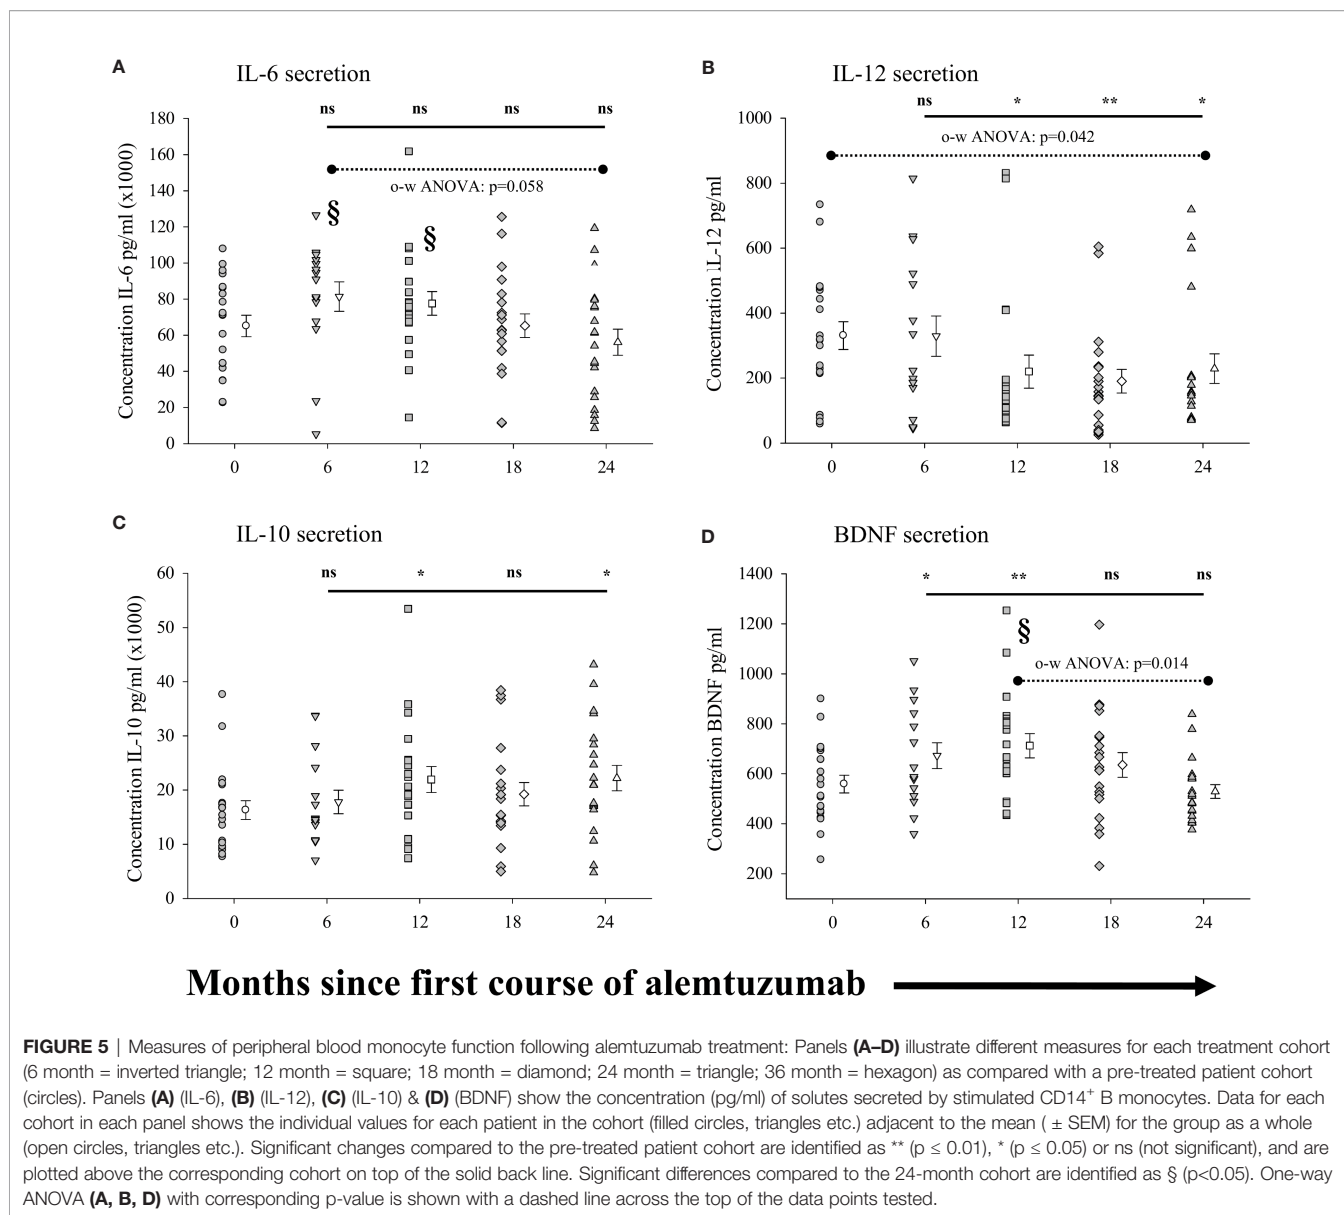 A
IL-6 secretion
ns ns ns ns
180
160
140
120
100
80
60
40
20
0
Concentration IL-6 pg/ml (x1000)
o-w ANOVA: p=0.058
§
§
0 6 12 18 24
B
IL-12 secretion
ns * ** *
1000
800
600
400
200
0
Concentration IL-12 pg/ml
o-w ANOVA: p=0.042
0 6 12 18 24
C
IL-10 secretion
ns * ns *
60
50
40
30
20
10
0
Concentration IL-10 pg/ml (x1000)
0 6 12 18 24
D
BDNF secretion
* ** ns ns
1400
1200
1000
800
600
400
200
Concentration BDNF pg/ml
§
o-w ANOVA: p=0.014
0 6 12 18 24
Months since first course of alemtuzumab
FIGURE 5 | Measures of peripheral blood monocyte function following alemtuzumab treatment: Panels (A–D) illustrate different measures for each treatment cohort
(6 month = inverted triangle; 12 month = square; 18 month = diamond; 24 month = triangle; 36 month = hexagon) as compared with a pre-treated patient cohort
(circles). Panels (A) (IL-6), (B) (IL-12), (C) (IL-10) & (D) (BDNF) show the concentration (pg/ml) of solutes secreted by stimulated CD14⁺ B monocytes. Data for each
cohort in each panel shows the individual values for each patient in the cohort (filled circles, triangles etc.) adjacent to the mean ( ± SEM) for the group as a whole
(open circles, triangles etc.). Significant changes compared to the pre-treated patient cohort are identified as ** (p ≤ 0.01), * (p ≤ 0.05) or ns (not significant), and are
plotted above the corresponding cohort on top of the solid back line. Significant differences compared to the 24-month cohort are identified as § (p<0.05). One-way
ANOVA (A, B, D) with corresponding p-value is shown with a dashed line across the top of the data points tested.